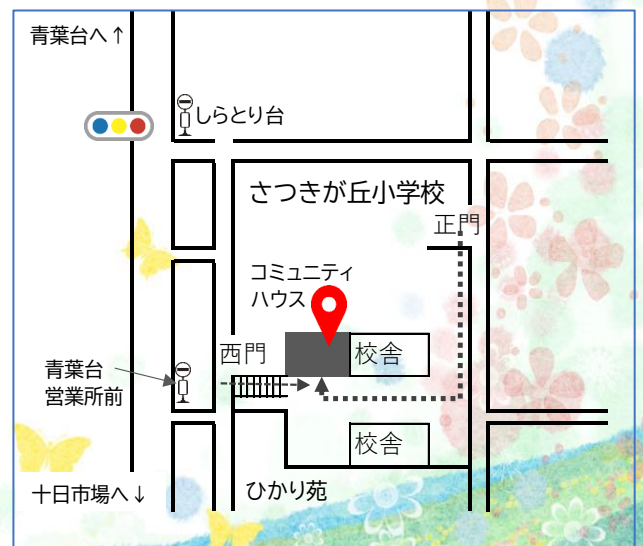 青葉台へ↑
しらとり台
さつきが丘小学校
正門
コミュニティ
ハウス
西門
校舎
青葉台
営業所前
校舎
十日市場へ↓
ひかり苑